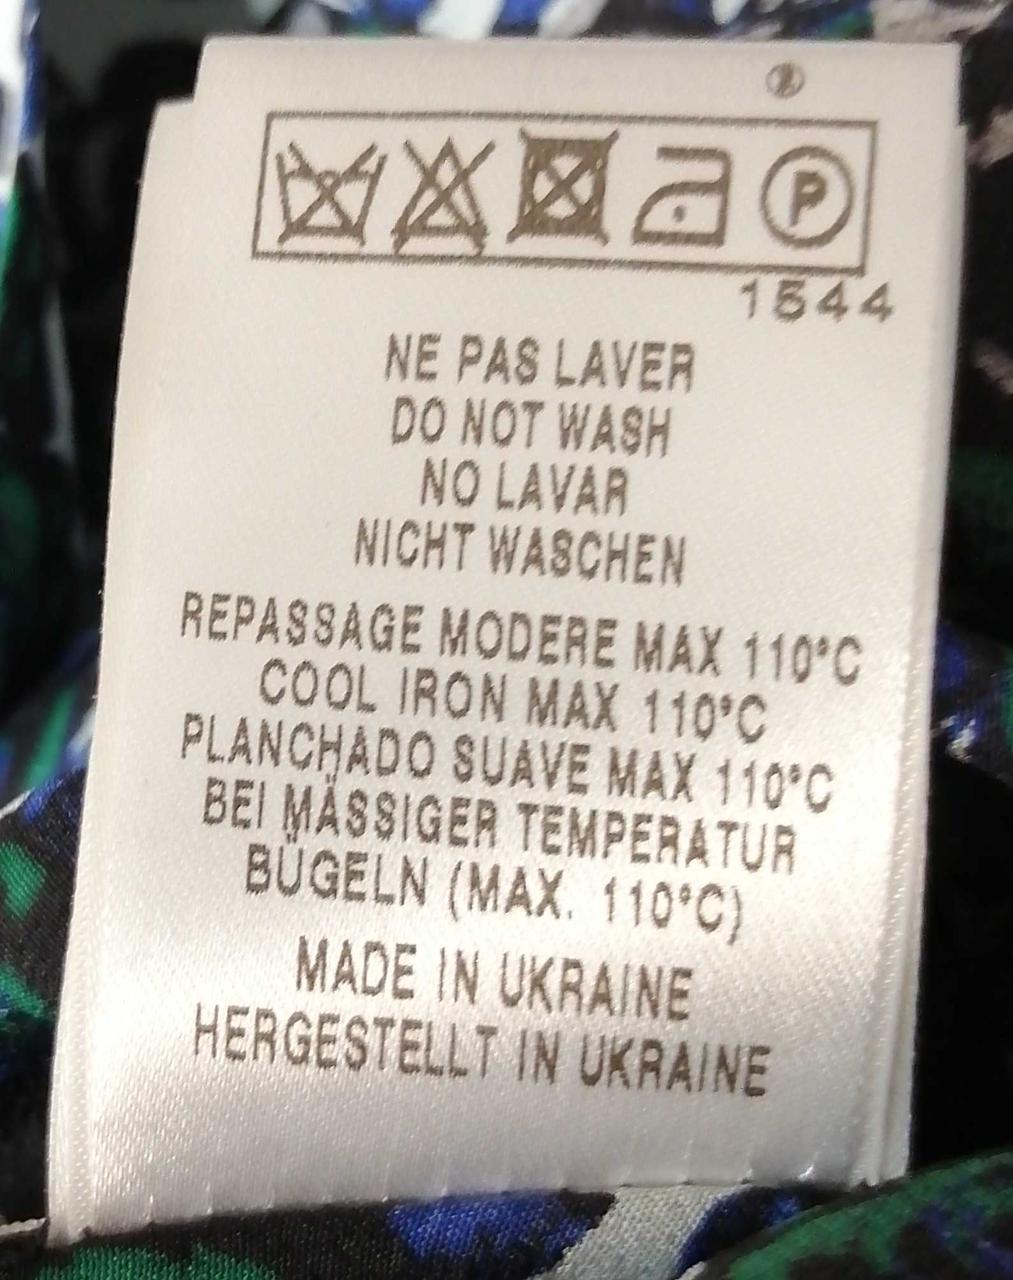 P
1544
NE PAS LAVER
DO NOT WASH
NO LAVAR
NICHT WASCHEN
REPASSAGE MODERE MAX 110°C
COOL IRON MAX 110°C
PLANCHADO SUAVE MAX 110°C
BEI MÄSSIGER TEMPERATUR
BÜGELN (MAX. 110°C)
MADE IN UKRAINE
HERGESTELLT IN UKRAINE